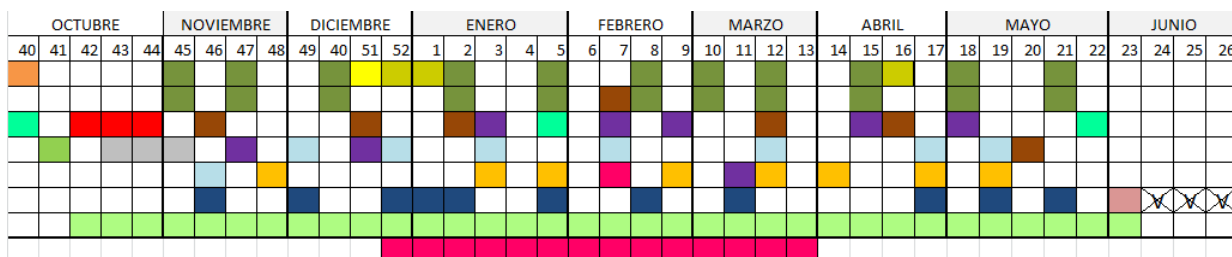 OCTUBRE NOVIEMBRE DICIEMBRE ENERO FEBRERO MARZO ABRIL MAYO JUNIO
40 41 42 43 44 45 46 47 48 49 40 51 52 1 2 3 4 5 6 7 8 9 10 11 12 13 14 15 16 17 18 19 20 21 22 23 24 25 26
V V V